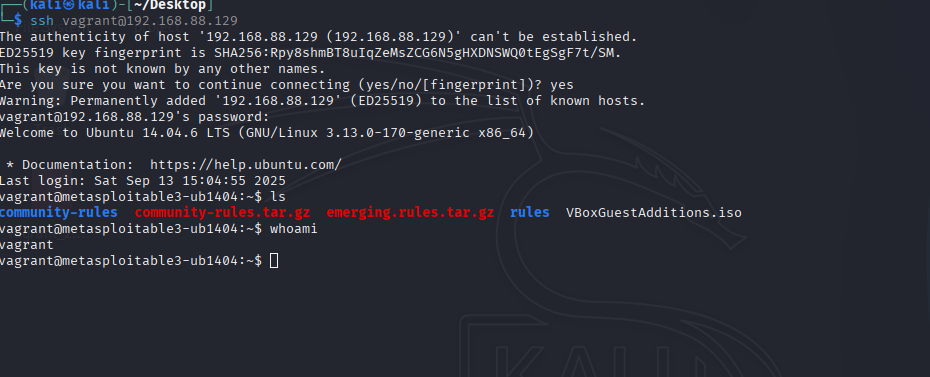 ┌──(kali㉿kali)-[~/Desktop]
└─$ ssh vagrant@192.168.88.129
The authenticity of host '192.168.88.129 (192.168.88.129)' can't be established.
ED25519 key fingerprint is SHA256:Rpy8shmBT8uIqZeMsZCG6N5gHXDNSWQ0tEgSgF7t/SM.
This key is not known by any other names.
Are you sure you want to continue connecting (yes/no/[fingerprint])? yes
Warning: Permanently added '192.168.88.129' (ED25519) to the list of known hosts.
vagrant@192.168.88.129's password:
Welcome to Ubuntu 14.04.6 LTS (GNU/Linux 3.13.0-170-generic x86_64)
 * Documentation:  https://help.ubuntu.com/
Last login: Sat Sep 13 15:04:55 2025
vagrant@metasploitable3-ub1404:~$ ls
community-rules  community-rules.tar.gz  emerging.rules.tar.gz  rules  VBoxGuestAdditions.iso
vagrant@metasploitable3-ub1404:~$ whoami
vagrant
vagrant@metasploitable3-ub1404:~$
KALI